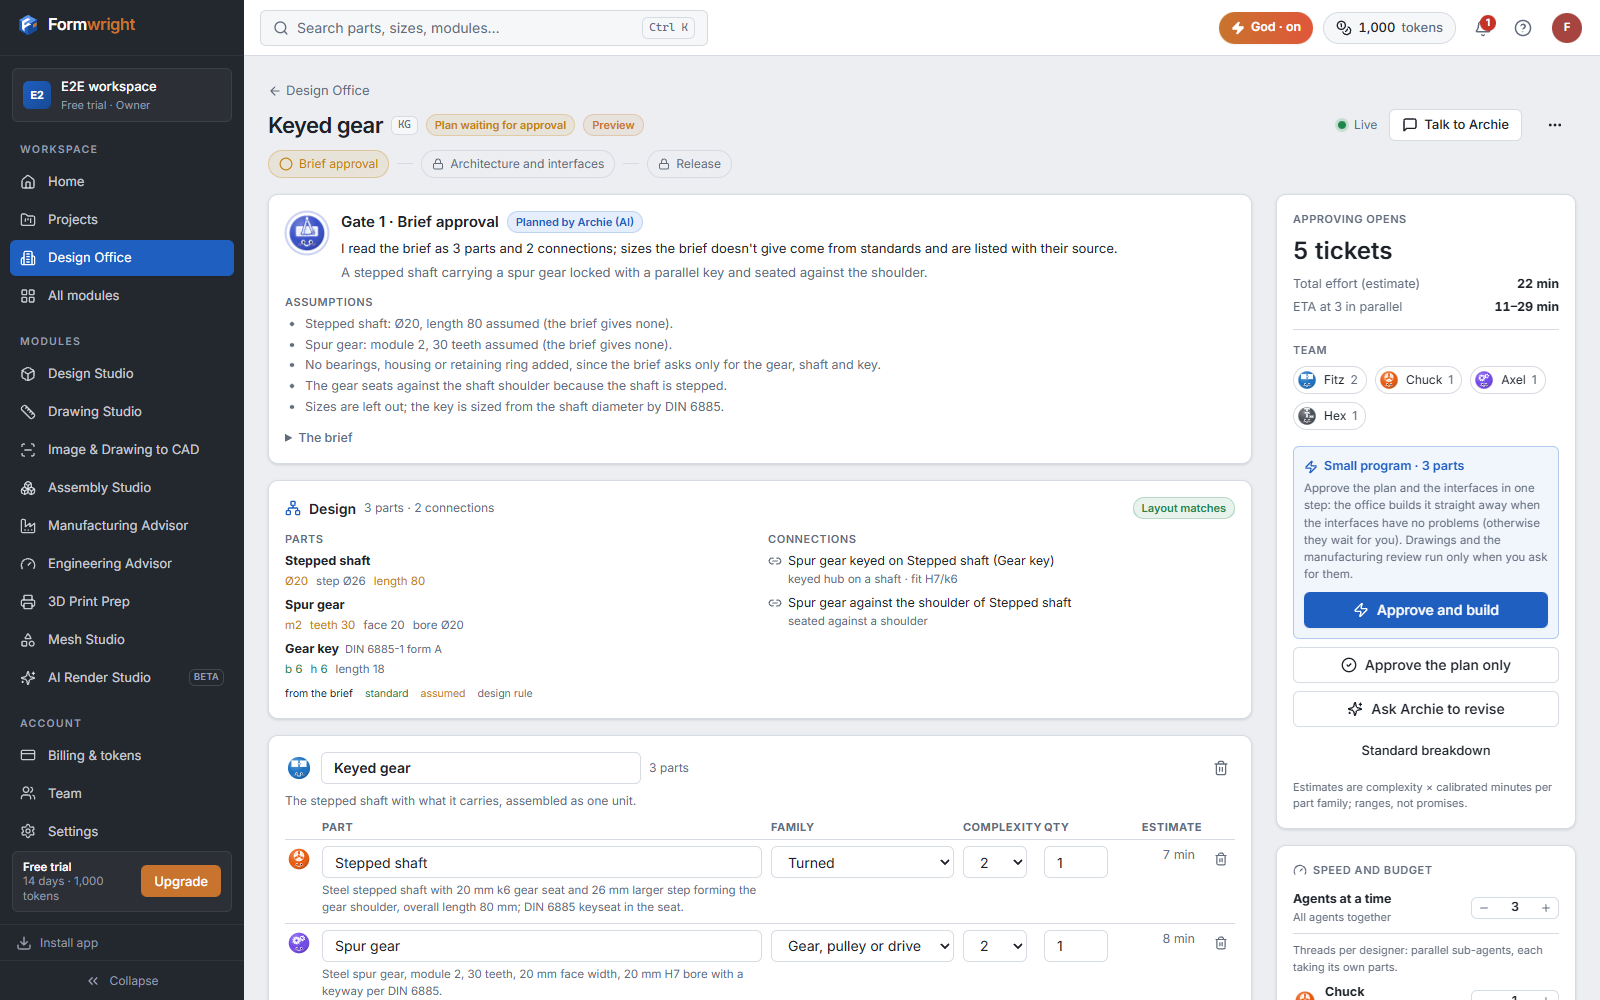 Formwright
Search parts, sizes, modules...
Ctrl K
God · on
1,000 tokens
1
F
E2
E2E workspace
Free trial · Owner
WORKSPACE
Home
Projects
Design Office
All modules
MODULES
Design Studio
Drawing Studio
Image & Drawing to CAD
Assembly Studio
Manufacturing Advisor
Engineering Advisor
3D Print Prep
Mesh Studio
AI Render Studio
BETA
ACCOUNT
Billing & tokens
Team
Settings
Free trial
14 days · 1,000
tokens
Upgrade
Install app
Collapse
Design Office
Keyed gear
KG
Plan waiting for approval
Preview
Live
Talk to Archie
Brief approval
Architecture and interfaces
Release
Gate 1 · Brief approval
Planned by Archie (AI)
I read the brief as 3 parts and 2 connections; sizes the brief doesn't give come from standards and are listed with their source.
A stepped shaft carrying a spur gear locked with a parallel key and seated against the shoulder.
ASSUMPTIONS
• Stepped shaft: Ø20, length 80 assumed (the brief gives none).
• Spur gear: module 2, 30 teeth assumed (the brief gives none).
• No bearings, housing or retaining ring added, since the brief asks only for the gear, shaft and key.
• The gear seats against the shaft shoulder because the shaft is stepped.
• Sizes are left out; the key is sized from the shaft diameter by DIN 6885.
The brief
Design
3 parts · 2 connections
Layout matches
PARTS
Stepped shaft
Ø20 step Ø26 length 80
Spur gear
m2 teeth 30 face 20 bore Ø20
Gear key DIN 6885-1 form A
b 6 h 6 length 18
from the brief standard assumed design rule
CONNECTIONS
Spur gear keyed on Stepped shaft (Gear key)
keyed hub on a shaft · fit H7/k6
Spur gear against the shoulder of Stepped shaft
seated against a shoulder
Keyed gear
3 parts
The stepped shaft with what it carries, assembled as one unit.
PART FAMILY COMPLEXITY QTY ESTIMATE
Stepped shaft Turned 2 1 7 min
Steel stepped shaft with 20 mm k6 gear seat and 26 mm larger step forming the
gear shoulder, overall length 80 mm; DIN 6885 keyseat in the seat.
Spur gear Gear, pulley or drive 2 1 8 min
Steel spur gear, module 2, 30 teeth, 20 mm face width, 20 mm H7 bore with a
keyway per DIN 6885.
APPROVING OPENS
5 tickets
Total effort (estimate) 22 min
ETA at 3 in parallel 11–29 min
TEAM
Fitz 2
Chuck 1
Axel 1
Hex 1
Small program · 3 parts
Approve the plan and the interfaces in one
step: the office builds it straight away when
the interfaces have no problems (otherwise
they wait for you). Drawings and the
manufacturing review run only when you ask
for them.
Approve and build
Approve the plan only
Ask Archie to revise
Standard breakdown
Estimates are complexity × calibrated minutes per
part family; ranges, not promises.
SPEED AND BUDGET
Agents at a time
All agents together
− 3 +
Threads per designer: parallel sub-agents, each
taking its own parts.
Chuck